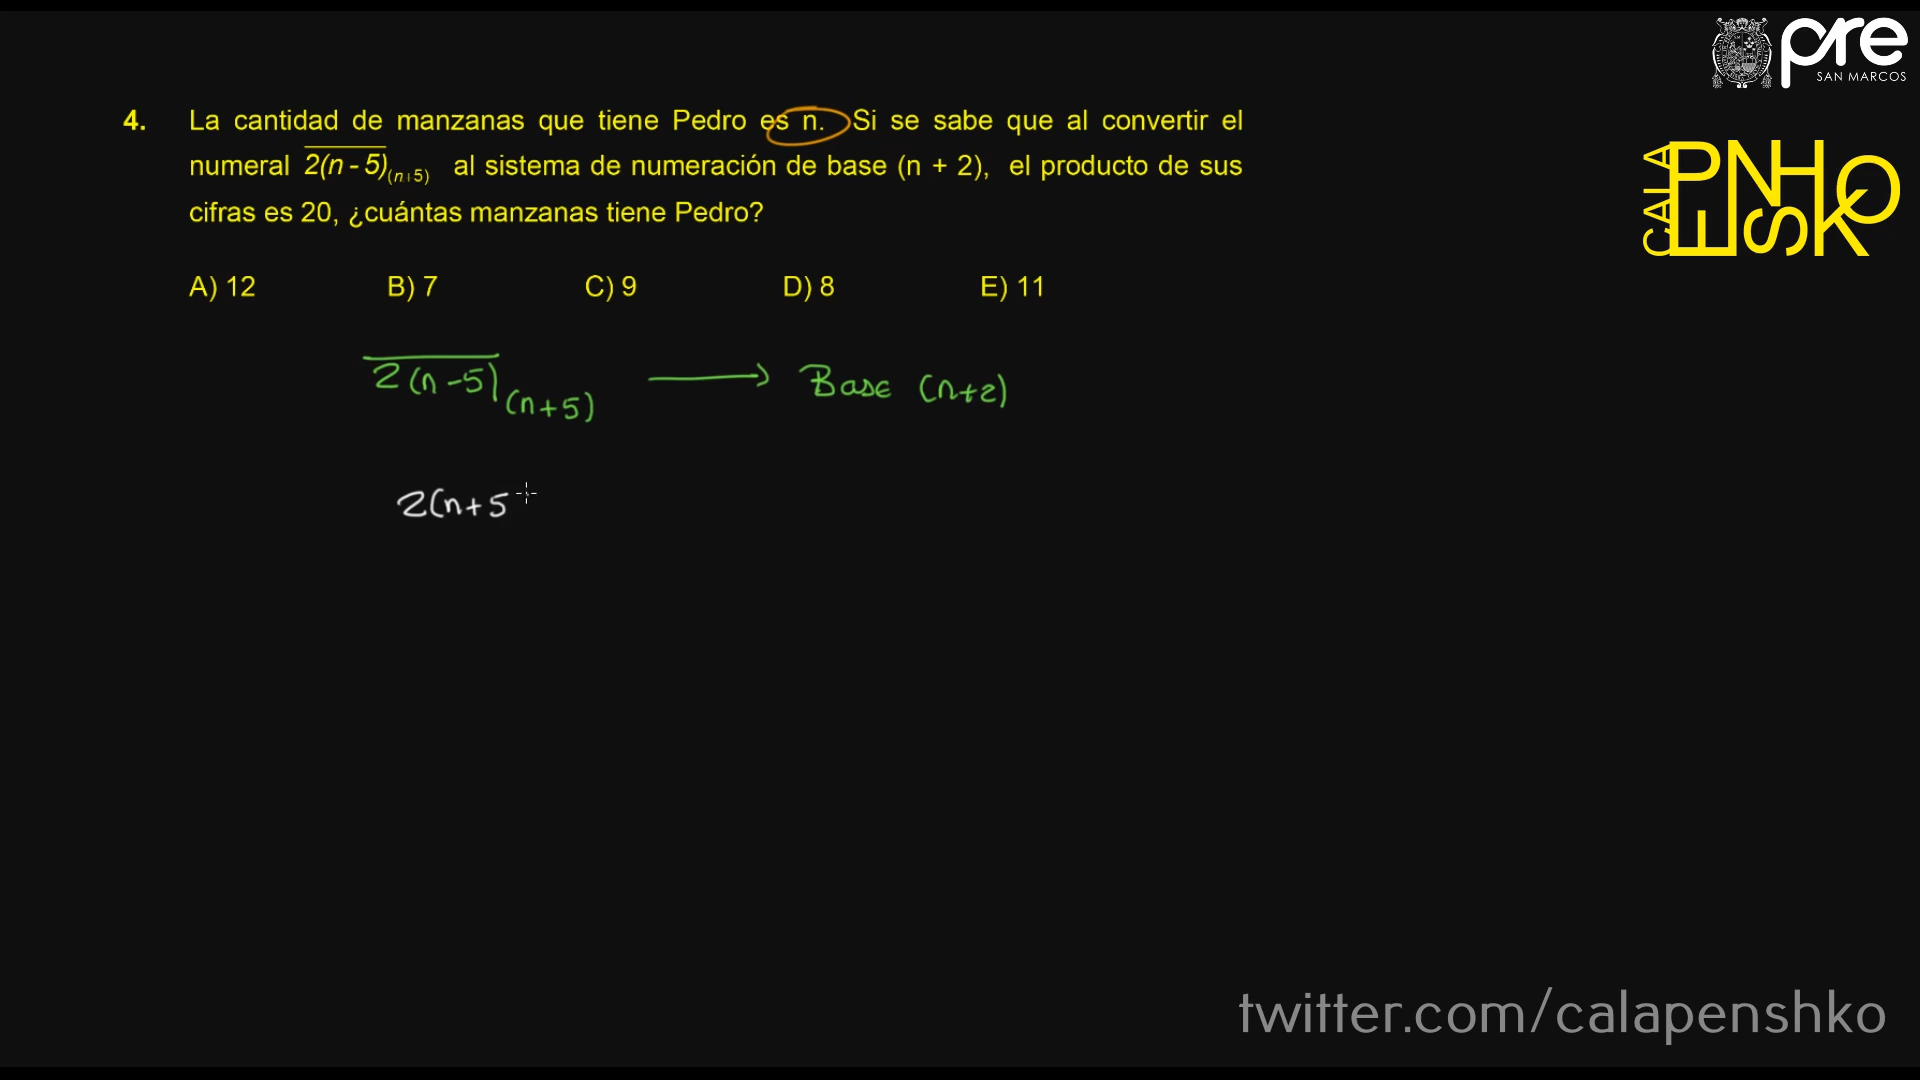 pre
SAN MARCOS
4. La cantidad de manzanas que tiene Pedro es n. Si se sabe que al convertir el
numeral 2(n - 5)(n+5) al sistema de numeración de base (n + 2), el producto de sus
cifras es 20, ¿cuántas manzanas tiene Pedro?
CALA PENSHKO
A) 12 B) 7 C) 9 D) 8 E) 11
2(n-5)(n+5) → Base (n+2)
2(n+5
twitter.com/calapenshko